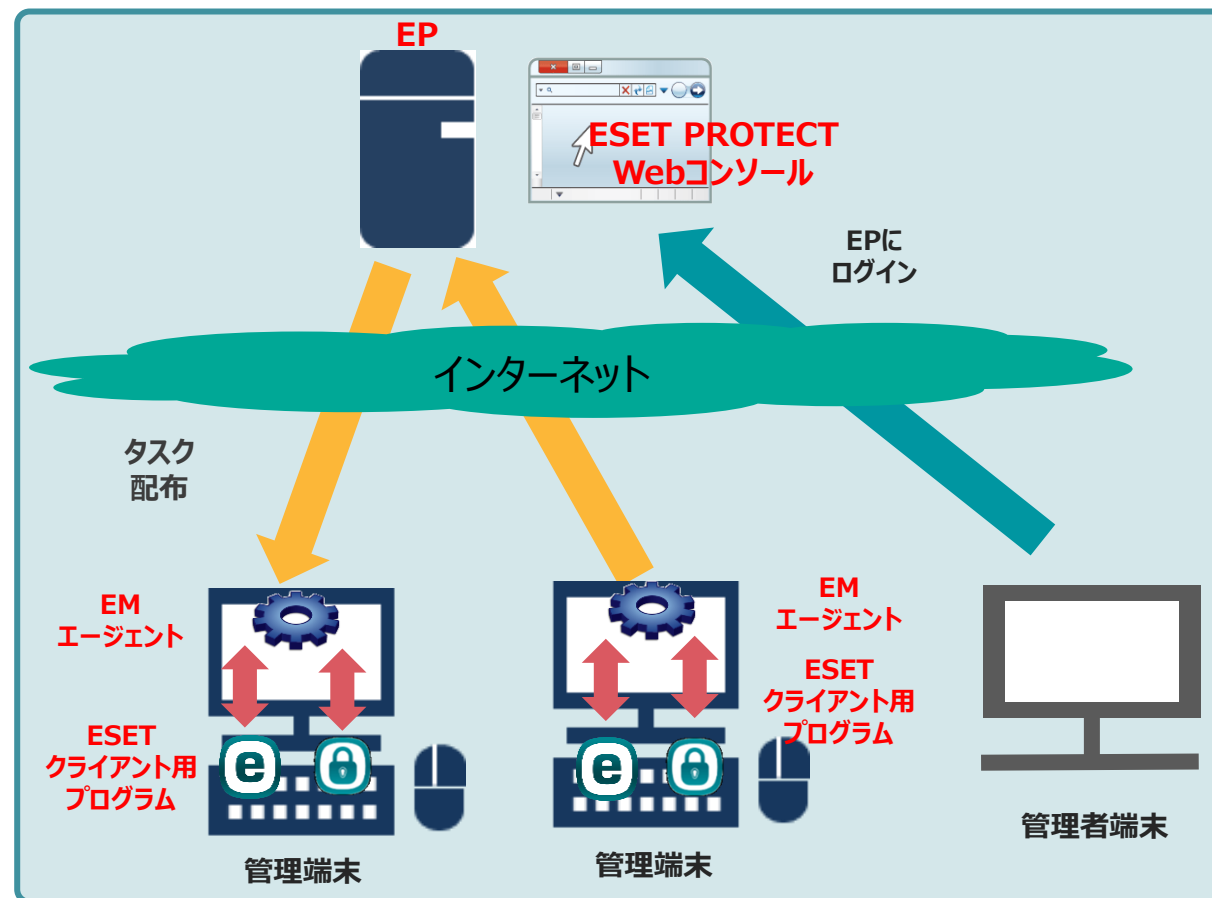 EP
ESET PROTECT
Webコンソール
EPに
ログイン
インターネット
タスク
配布
EM
エージェント
ESET
クライアント用
プログラム
e
管理端末
EM
エージェント
ESET
クライアント用
プログラム
e
管理端末
管理者端末